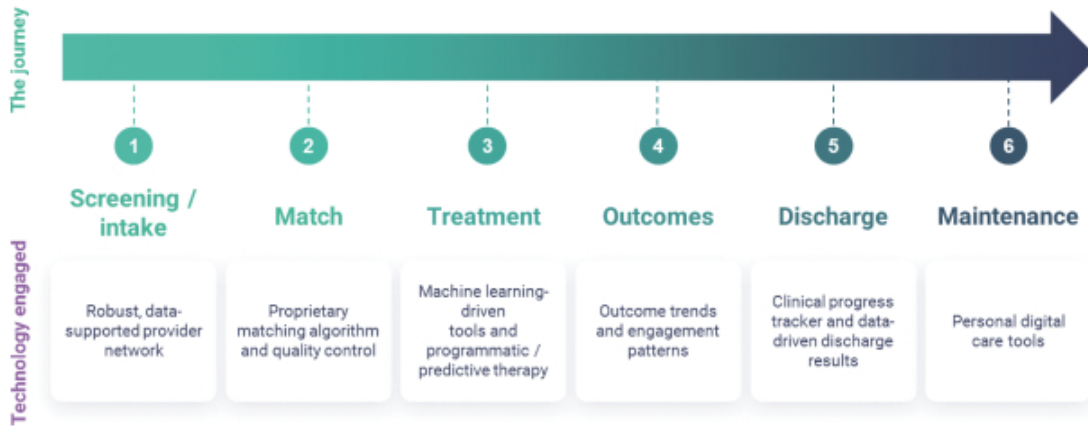 The journey
1
2
3
4
5
6
Screening /
intake
Match
Treatment
Outcomes
Discharge
Maintenance
Technology engaged
Robust, data-
supported provider
network
Proprietary
matching algorithm
and quality control
Machine learning-
driven
tools and
programmatic /
predictive therapy
Outcome trends
and engagement
patterns
Clinical progress
tracker and data-
driven discharge
results
Personal digital
care tools